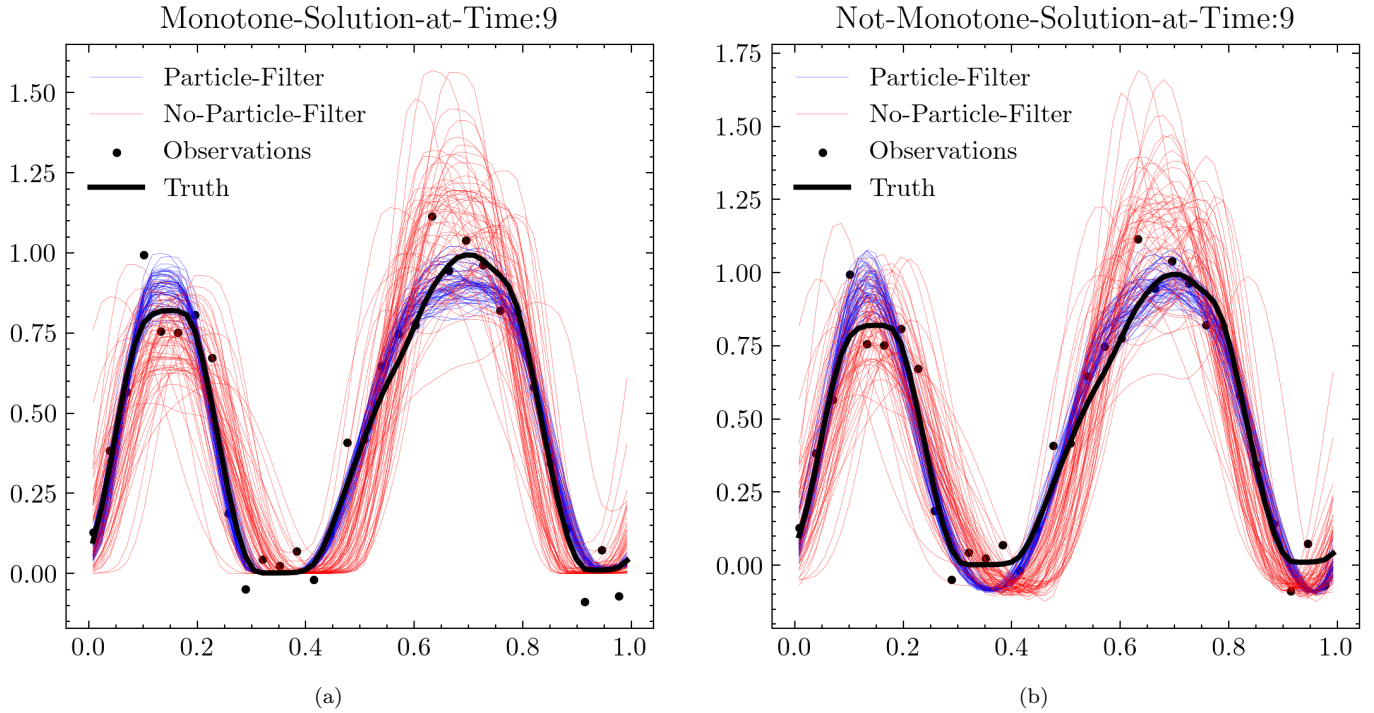 Monotone-Solution-at-Time:9
Particle-Filter
No-Particle-Filter
Observations
Truth
1.50
1.25
1.00
0.75
0.50
0.25
0.00
0.0 0.2 0.4 0.6 0.8 1.0
(a)
Not-Monotone-Solution-at-Time:9
Particle-Filter
No-Particle-Filter
Observations
Truth
1.75
1.50
1.25
1.00
0.75
0.50
0.25
0.00
0.0 0.2 0.4 0.6 0.8 1.0
(b)